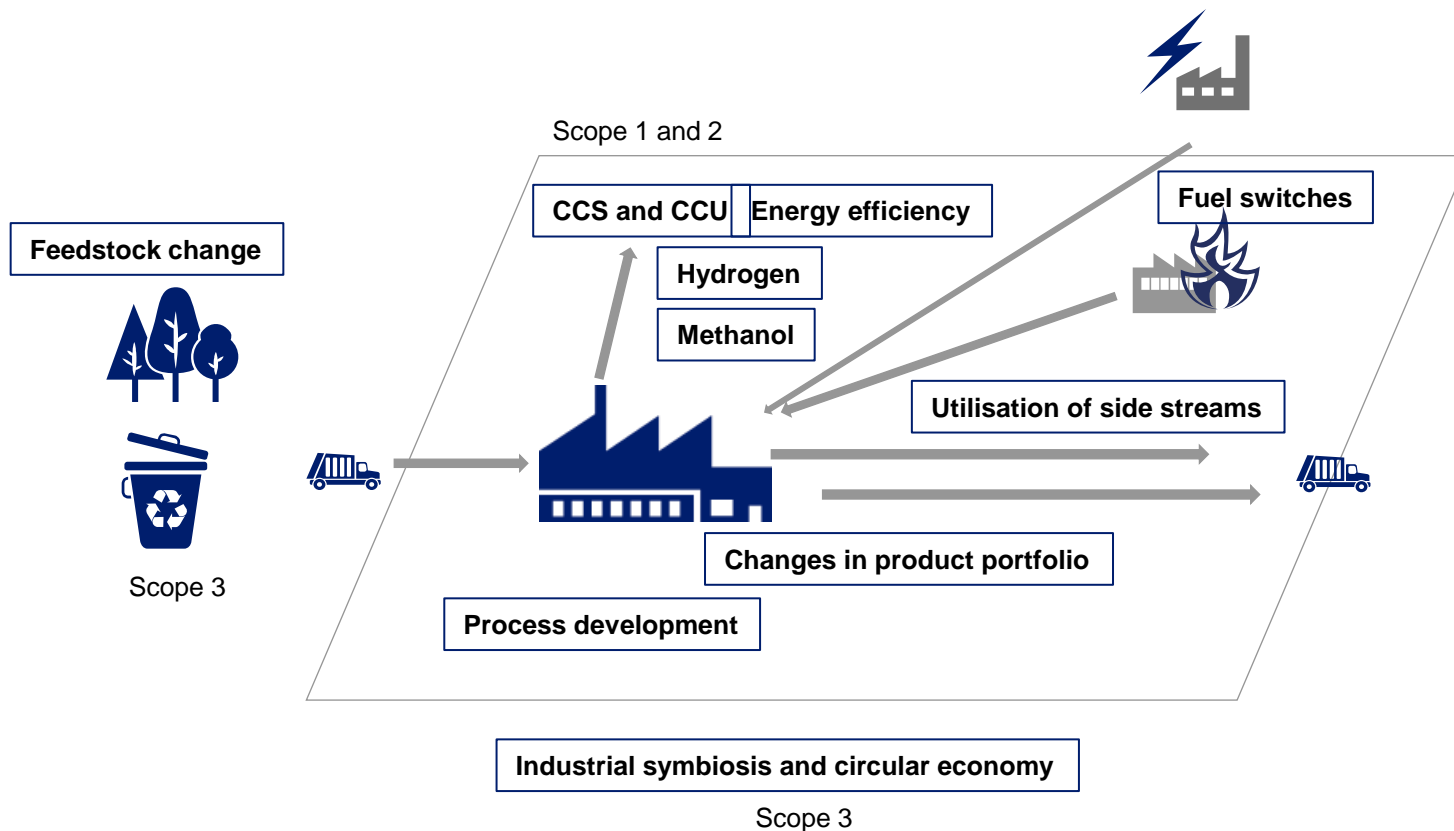 Scope 1 and 2
CCS and CCU
Energy efficiency
Fuel switches
Feedstock change
Hydrogen
Methanol
Utilisation of side streams
Changes in product portfolio
Scope 3
Process development
Industrial symbiosis and circular economy
Scope 3